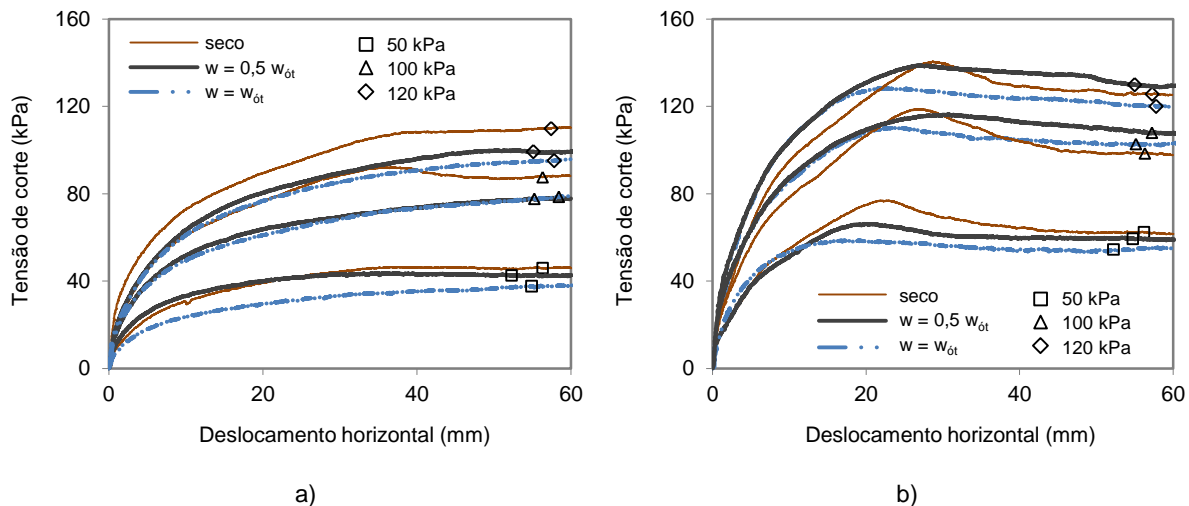 160
120
80
40
0
Tensão de corte (kPa)
seco
w = 0,5 wót
w = wót
50 kPa
100 kPa
120 kPa
0
20
40
60
Deslocamento horizontal (mm)
a)
160
120
80
40
0
Tensão de corte (kPa)
seco
w = 0,5 wót
w = wót
50 kPa
100 kPa
120 kPa
0
20
40
60
Deslocamento horizontal (mm)
b)